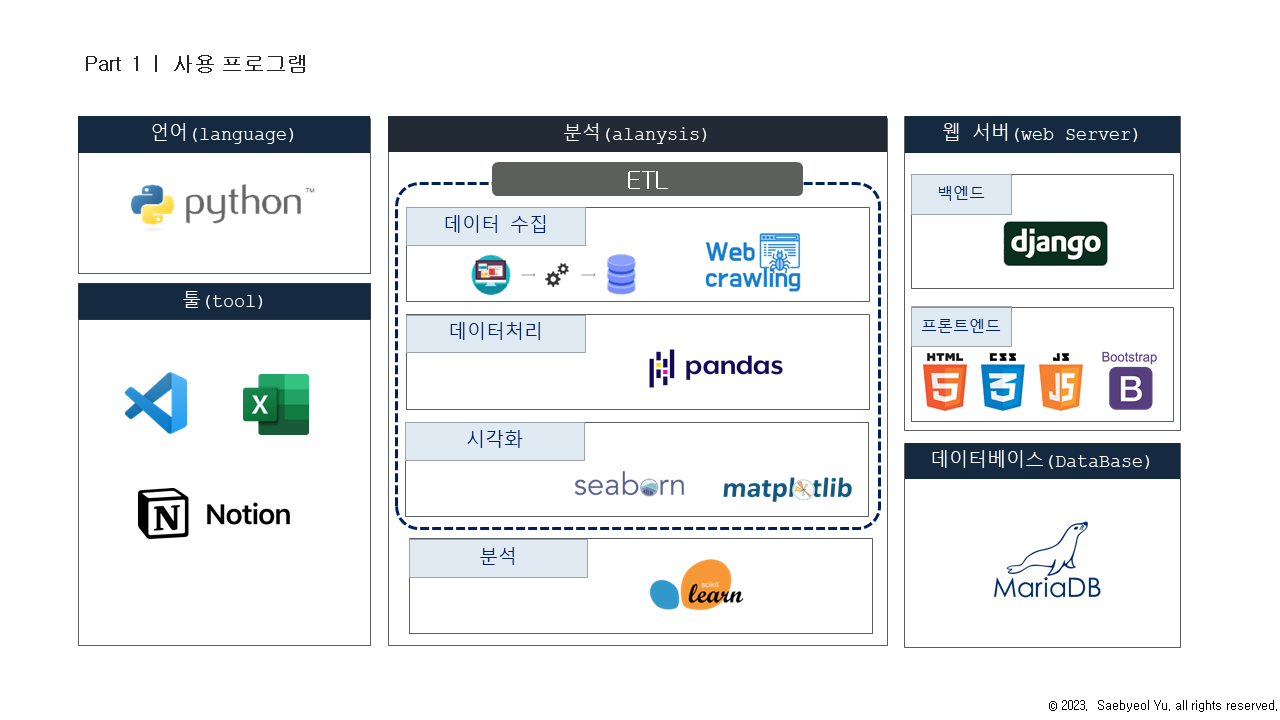 Part 1 | 사용 프로그램
언어(language)
python™
툴(tool)
X
N Notion
분석(alanysis)
ETL
데이터 수집
Web
crawling
데이터처리
pandas
시각화
seaborn
matplotlib
분석
scikit
learn
웹 서버(web Server)
백엔드
django
프론트엔드
HTML CSS JS Bootstrap
5 3 JS B
데이터베이스(DataBase)
MariaDB
© 2023. Saebyeol Yu. all rights reserved.